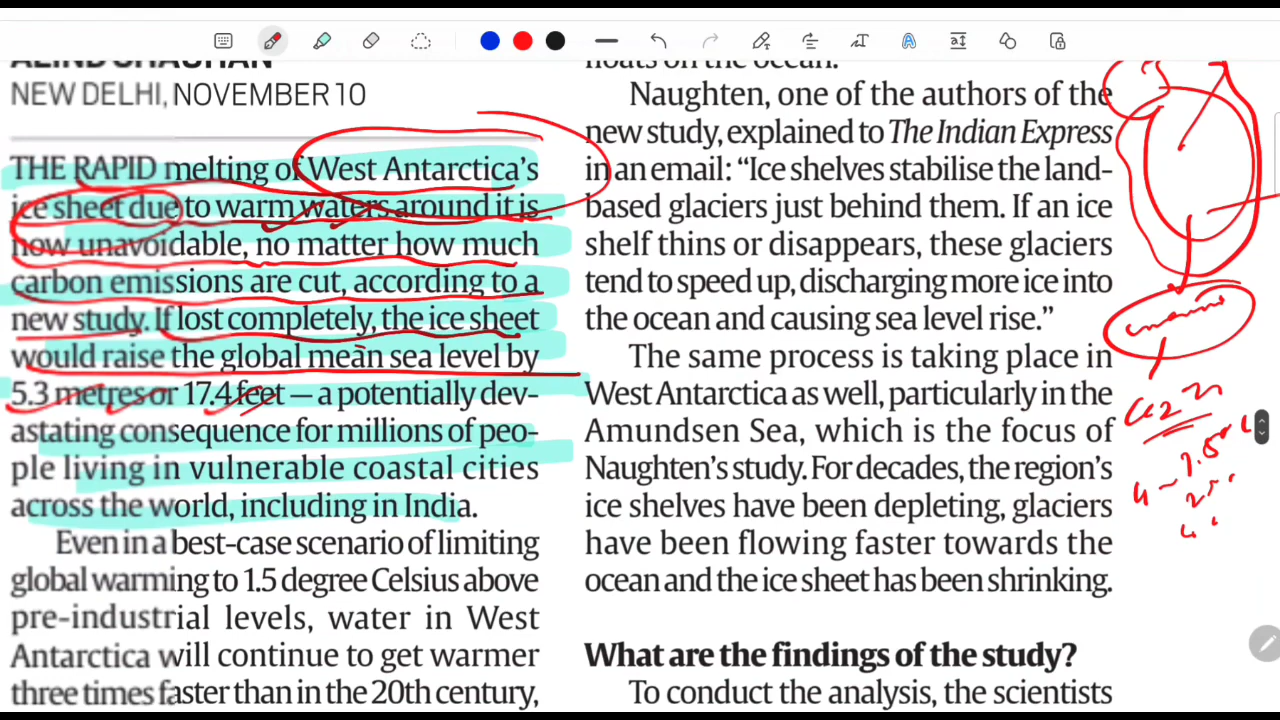 ALIND CHAUHAN
NEW DELHI, NOVEMBER 10
THE RAPID melting of West Antarctica's
ice sheet due to warm waters around it is
now unavoidable, no matter how much
carbon emissions are cut, according to a
new study. If lost completely, the ice sheet
would raise the global mean sea level by
5.3 metres or 17.4 feet — a potentially dev-
astating consequence for millions of peo-
ple living in vulnerable coastal cities
across the world, including in India.
Even in a best-case scenario of limiting
global warming to 1.5 degree Celsius above
pre-industrial levels, water in West
Antarctica will continue to get warmer
three times faster than in the 20th century,
floats on the ocean.
Naughten, one of the authors of the
new study, explained to The Indian Express
in an email: “Ice shelves stabilise the land-
based glaciers just behind them. If an ice
shelf thins or disappears, these glaciers
tend to speed up, discharging more ice into
the ocean and causing sea level rise.”
The same process is taking place in
West Antarctica as well, particularly in the
Amundsen Sea, which is the focus of
Naughten's study. For decades, the region's
ice shelves have been depleting, glaciers
have been flowing faster towards the
ocean and the ice sheet has been shrinking.
What are the findings of the study?
To conduct the analysis, the scientists